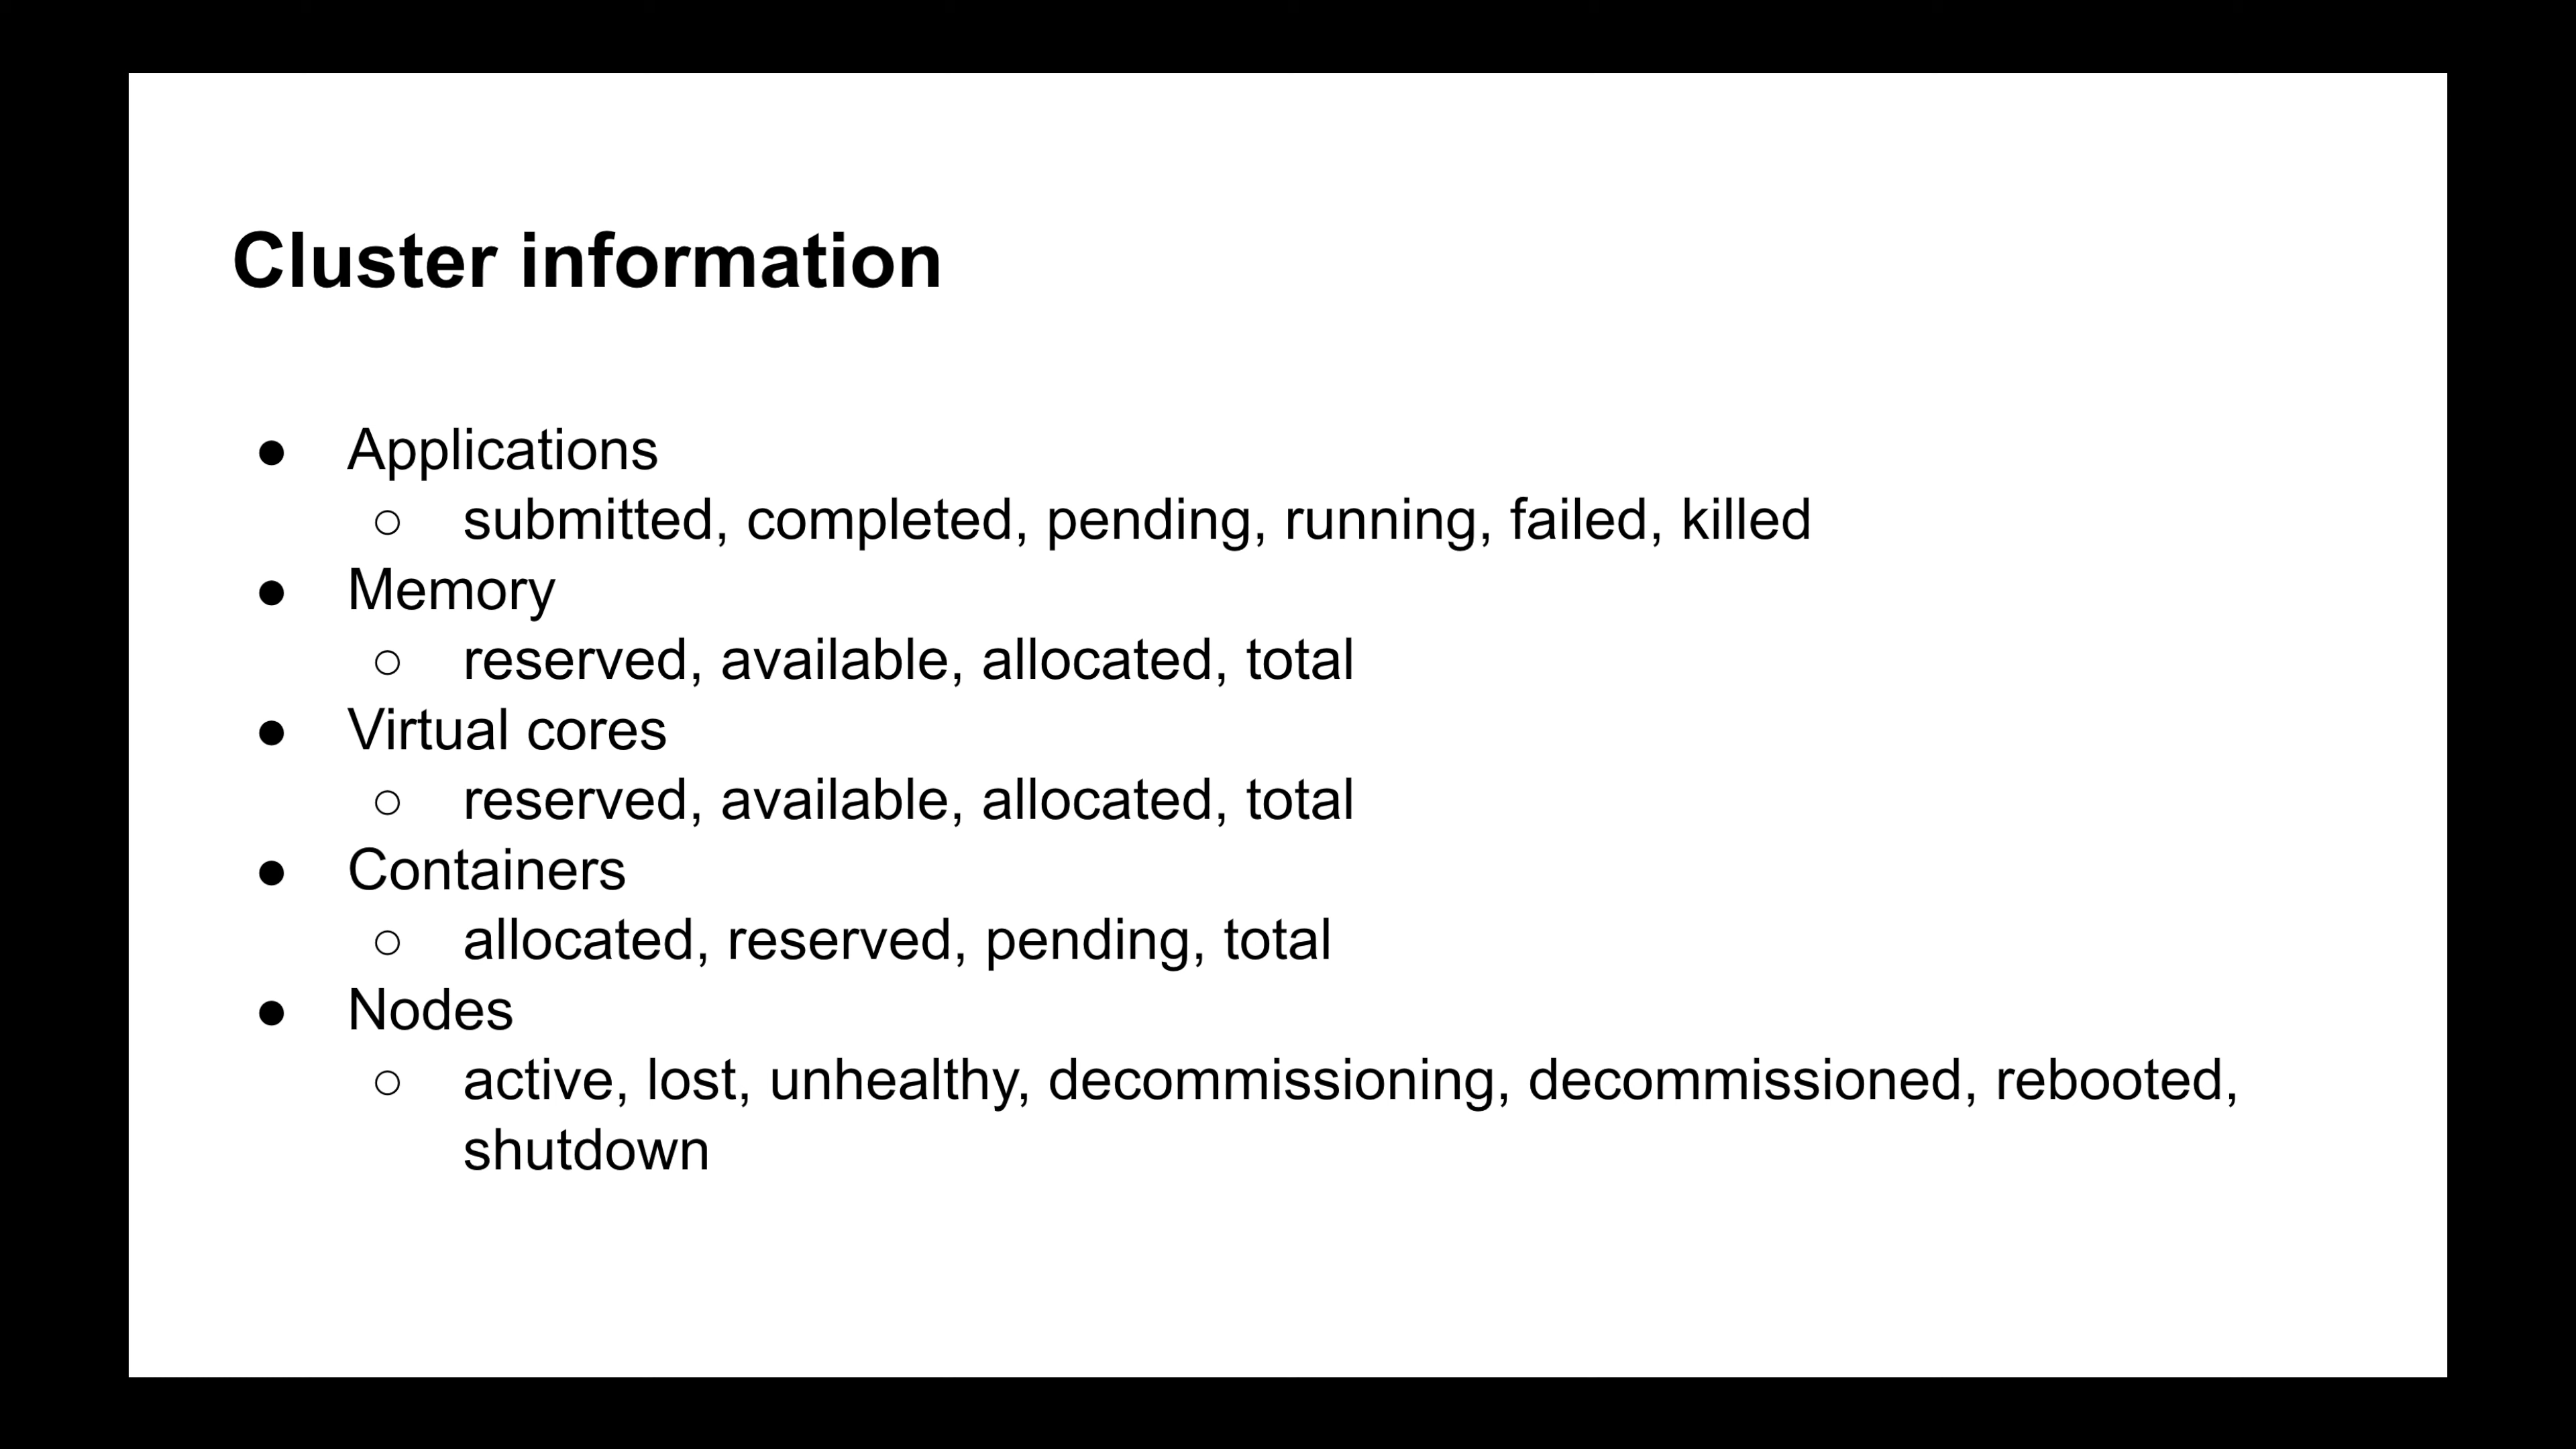 Cluster information
● Applications
○ submitted, completed, pending, running, failed, killed
● Memory
○ reserved, available, allocated, total
● Virtual cores
○ reserved, available, allocated, total
● Containers
○ allocated, reserved, pending, total
● Nodes
○ active, lost, unhealthy, decommissioning, decommissioned, rebooted,
shutdown